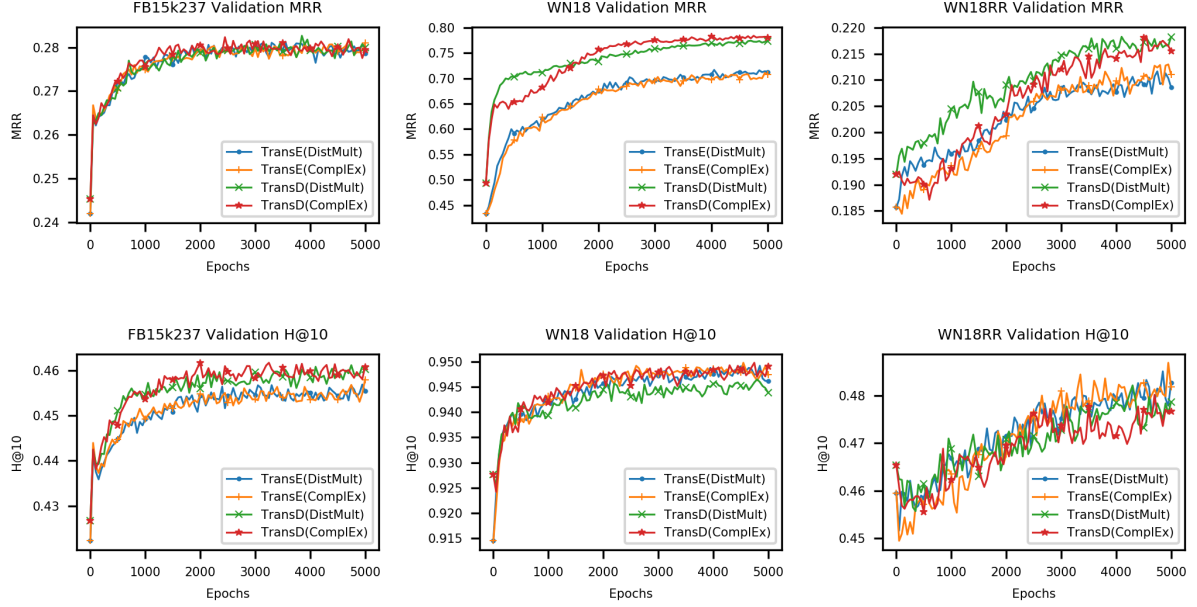 FB15k237 Validation MRR
0.28
0.27
0.26
0.25
0.24
MRR
TransE(DistMult)
TransE(ComplEx)
TransD(DistMult)
TransD(ComplEx)
0 1000 2000 3000 4000 5000
Epochs
WN18 Validation MRR
0.80
0.75
0.70
0.65
0.60
0.55
0.50
0.45
MRR
TransE(DistMult)
TransE(ComplEx)
TransD(DistMult)
TransD(ComplEx)
0 1000 2000 3000 4000 5000
Epochs
WN18RR Validation MRR
0.220
0.215
0.210
0.205
0.200
0.195
0.190
0.185
MRR
TransE(DistMult)
TransE(ComplEx)
TransD(DistMult)
TransD(ComplEx)
0 1000 2000 3000 4000 5000
Epochs
FB15k237 Validation H@10
0.46
0.45
0.44
0.43
H@10
TransE(DistMult)
TransE(ComplEx)
TransD(DistMult)
TransD(ComplEx)
0 1000 2000 3000 4000 5000
Epochs
WN18 Validation H@10
0.950
0.945
0.940
0.935
0.930
0.925
0.920
0.915
H@10
TransE(DistMult)
TransE(ComplEx)
TransD(DistMult)
TransD(ComplEx)
0 1000 2000 3000 4000 5000
Epochs
WN18RR Validation H@10
0.48
0.47
0.46
0.45
H@10
TransE(DistMult)
TransE(ComplEx)
TransD(DistMult)
TransD(ComplEx)
0 1000 2000 3000 4000 5000
Epochs